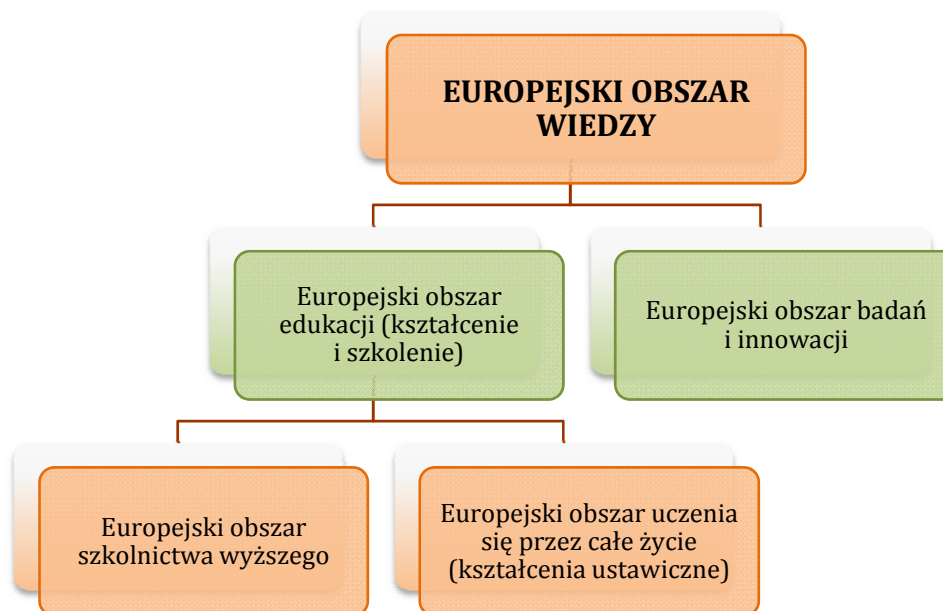 EUROPEJSKI OBSZAR
WIEDZY
Europejski obszar
edukacji (kształcenie
i szkolenie)
Europejski obszar badań
i innowacji
Europejski obszar
szkolnictwa wyższego
Europejski obszar uczenia
się przez całe życie
(kształcenia ustawiczne)